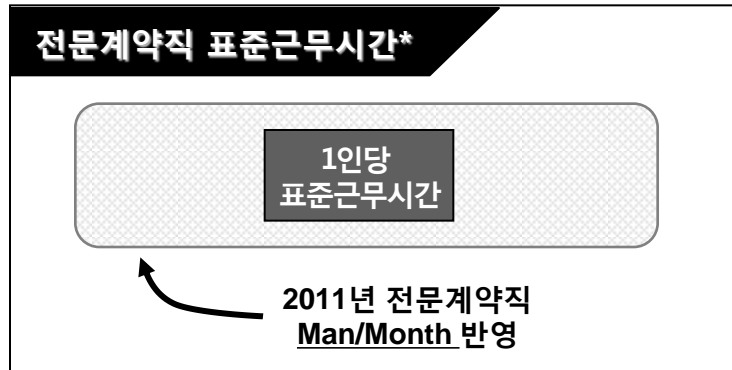 전문계약직 표준근무시간*
1인당
표준근무시간
2011년 전문계약직
Man/Month 반영